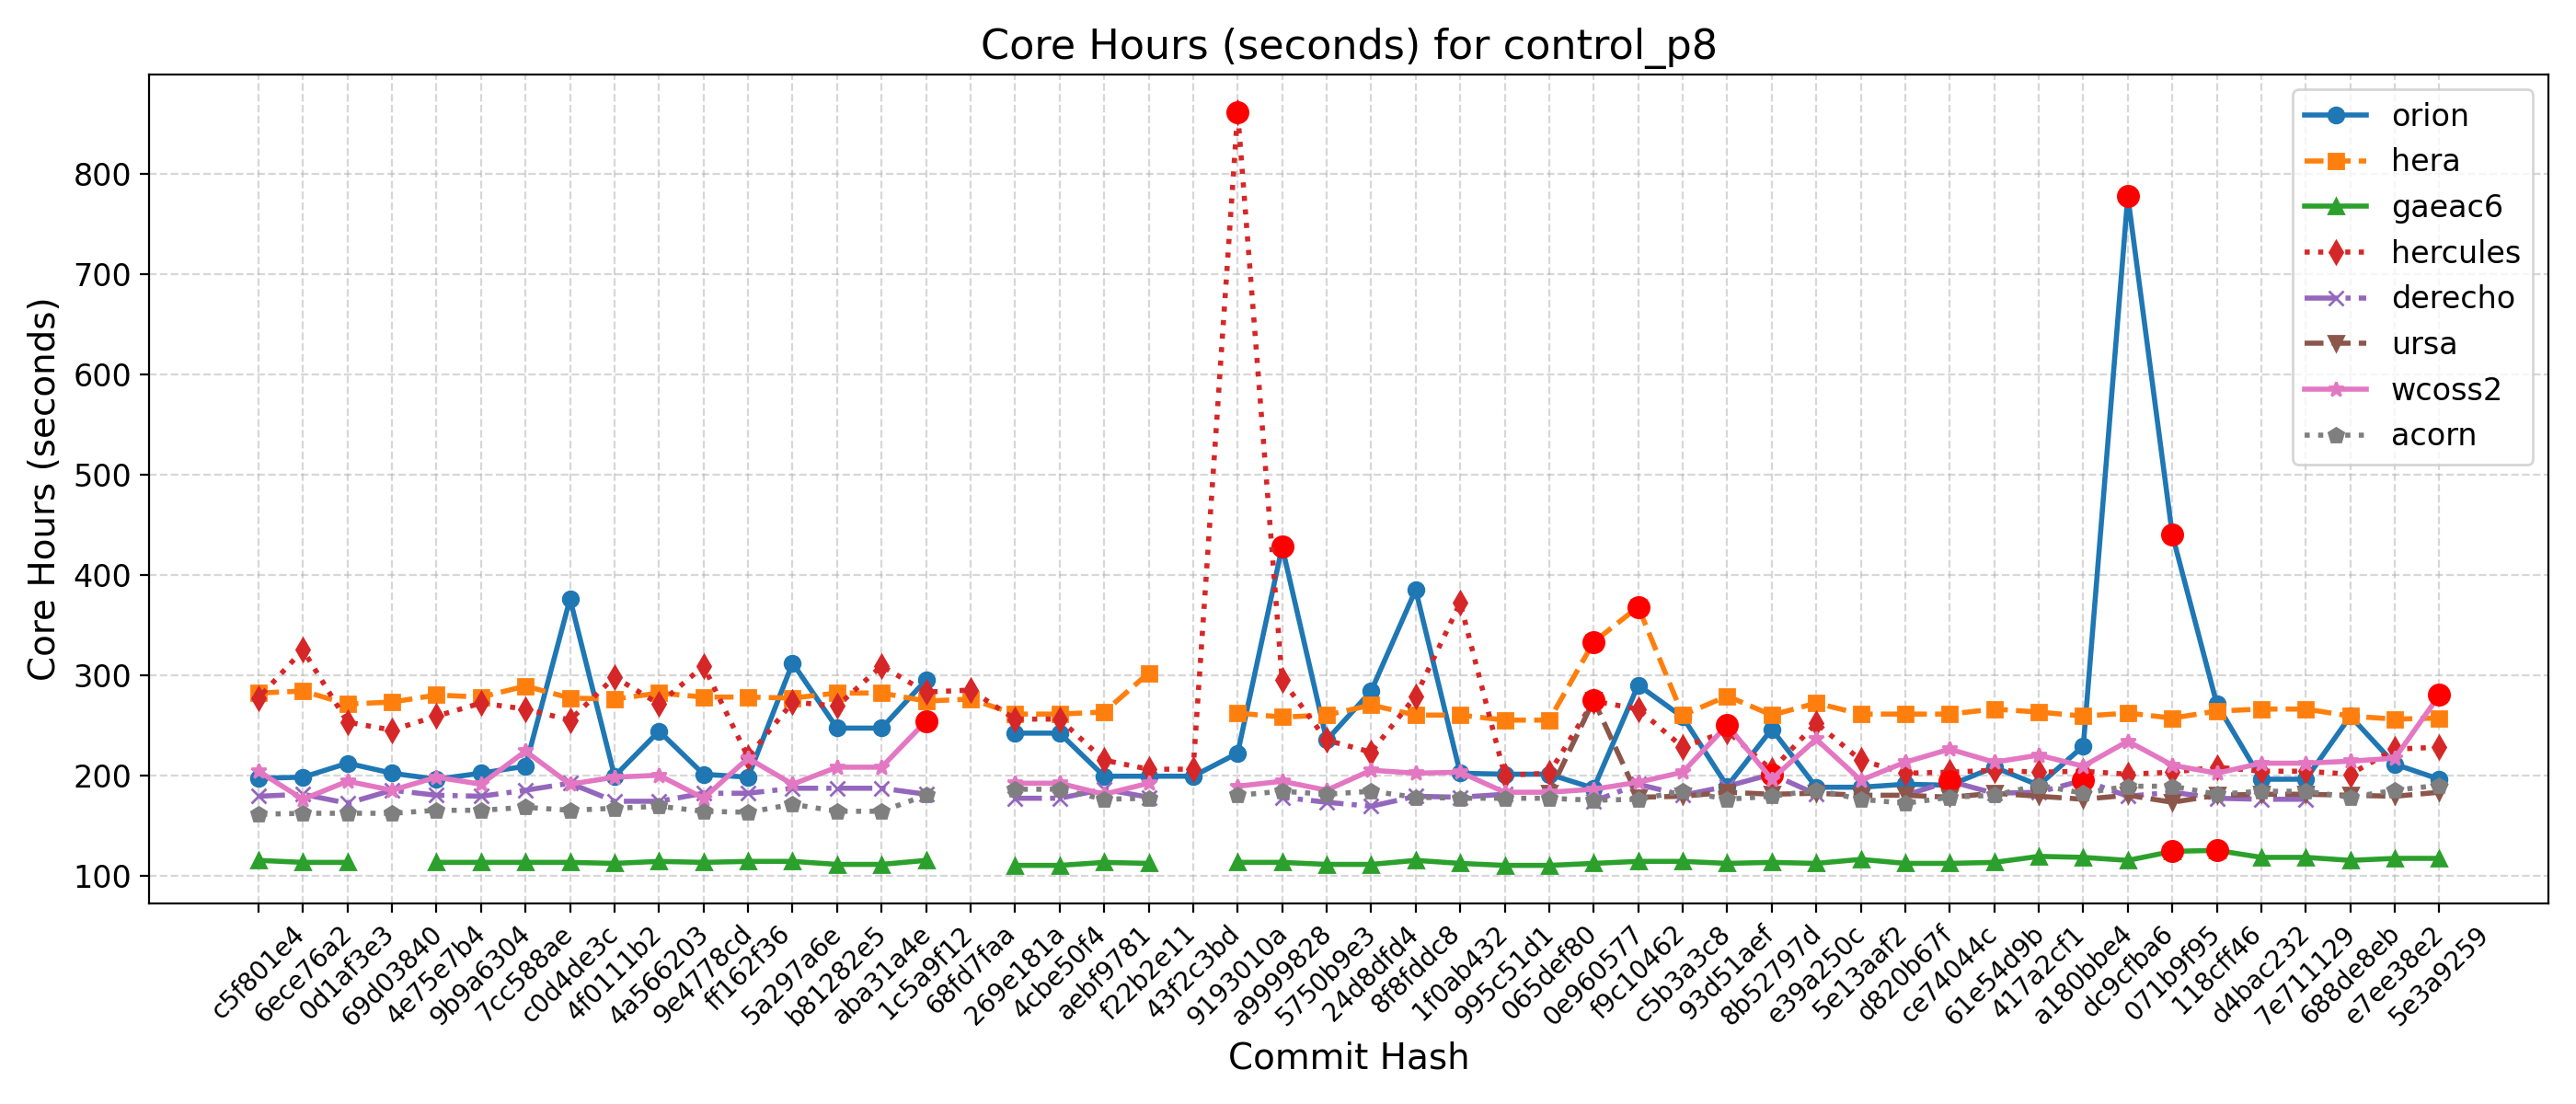 Core Hours (seconds) for control_p8
Core Hours (seconds)
800
700
600
500
400
300
200
100
orion
hera
gaeac6
hercules
derecho
ursa
wcoss2
acorn
c5f801e4
6ece76a2
0d1af3e3
69d03840
4e75e7b4
9b9a6304
7cc588ae
c0d4de3c
4f0111b2
4a566203
9e4778cd
ff162f36
5a297a6e
b81282e5
aba31a4e
1c5a9f12
68fd7faa
269e181a
4cbe50f4
aebf9781
f22b2e11
43f2c3bd
9193010a
a9999828
5750b9e3
24d8dfd4
8f8fddc8
1f0ab432
995c51d1
065def80
0e960577
f9c10462
c5b3a3c8
93d51aef
8b52797d
e39a250c
5e13aaf2
d820b67f
ce74044c
61e54d9b
417a2cf1
a180bbe4
dc9cfba6
071b9f95
118cff46
d4bac232
7e711129
688de8eb
e7ee38e2
5e3a9259
Commit Hash